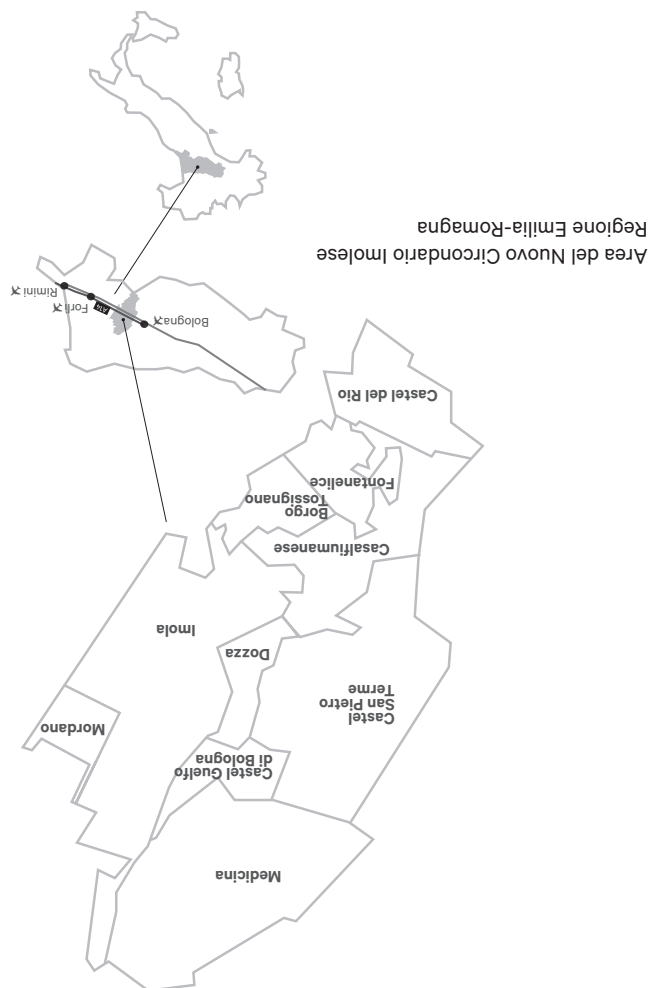 Area del Nuovo Circondario Imolese
Regione Emilia-Romagna
Medicina
Castel Guelfo
di Bologna
Mordano
Castel
San Pietro
Terme
Dozza
Imola
Casalfiumanese
Borgo
Tossignano
Fontanelice
Castel del Rio
Bologna
A14
Forlì
Rimini